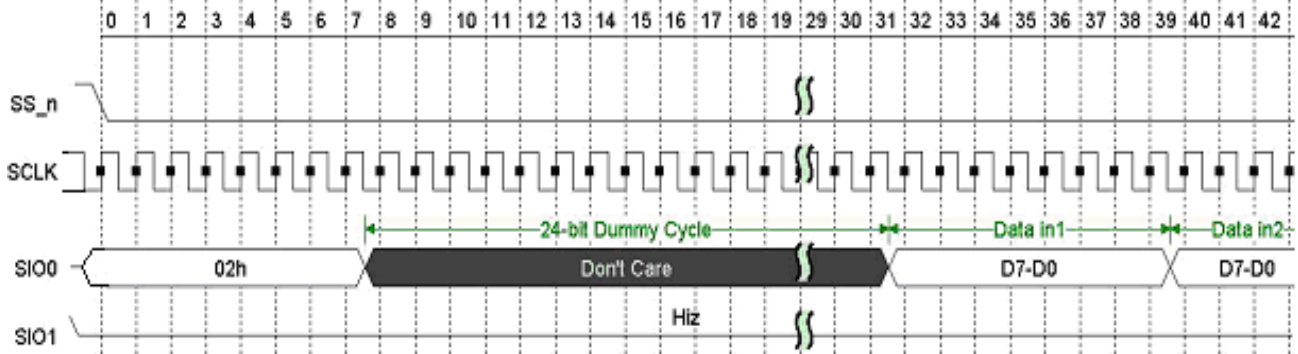 0 1 2 3 4 5 6 7 8 9 10 11 12 13 14 15 16 17 18 19 29 30 31 32 33 34 35 36 37 38 39 40 41 42
SS_n
SCLK
24-bit Dummy Cycle Data in1 Data in2
SIO0 02h Don't Care D7-D0 D7-D0
Hiz
SIO1